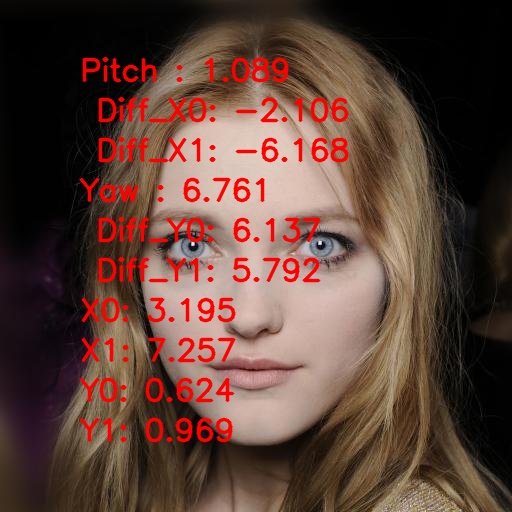 Pitch : 1.089
Diff_X0: -2.106
Diff_X1: -6.168
Yaw : 6.761
Diff_Y0: 6.137
Diff_Y1: 5.792
X0: 3.195
X1: 7.257
Y0: 0.624
Y1: 0.969